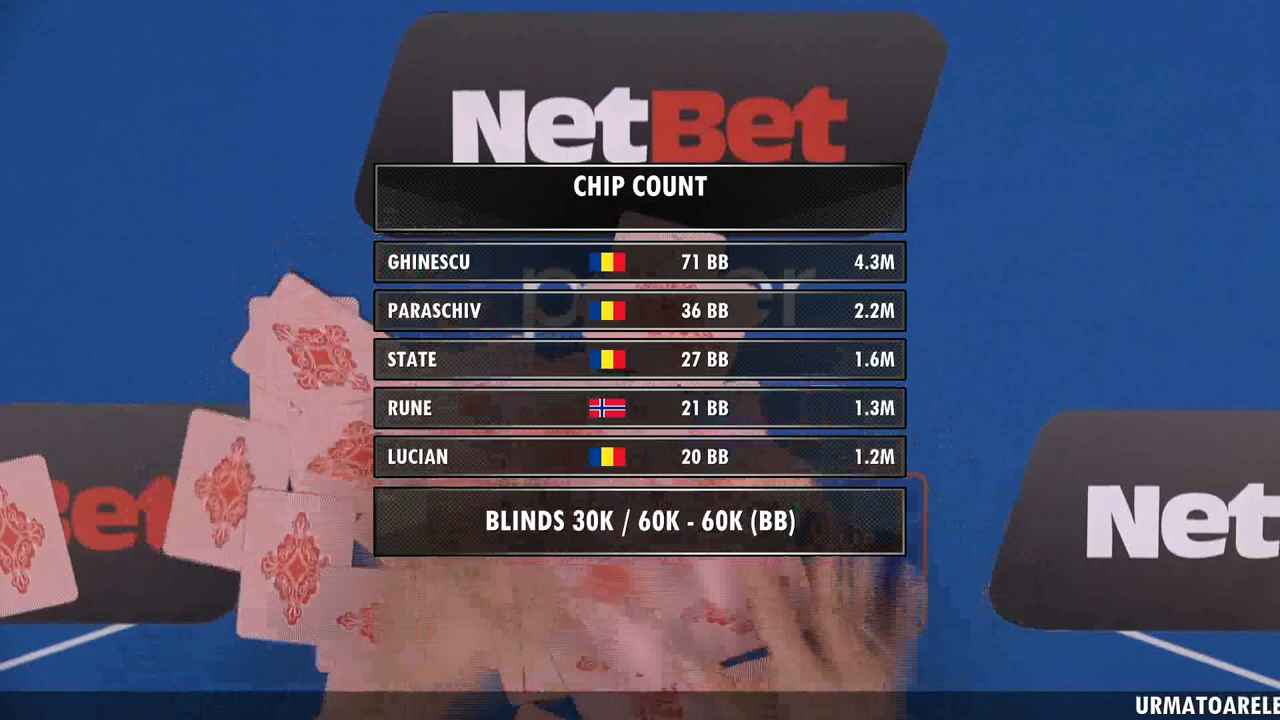 NetBet
CHIP COUNT
GHINESCU 71 BB 4.3M
PARASCHIV 36 BB 2.2M
STATE 27 BB 1.6M
RUNE 21 BB 1.3M
LUCIAN 20 BB 1.2M
Bet
Net
BLINDS 30K / 60K - 60K (BB)
URMATOARELE